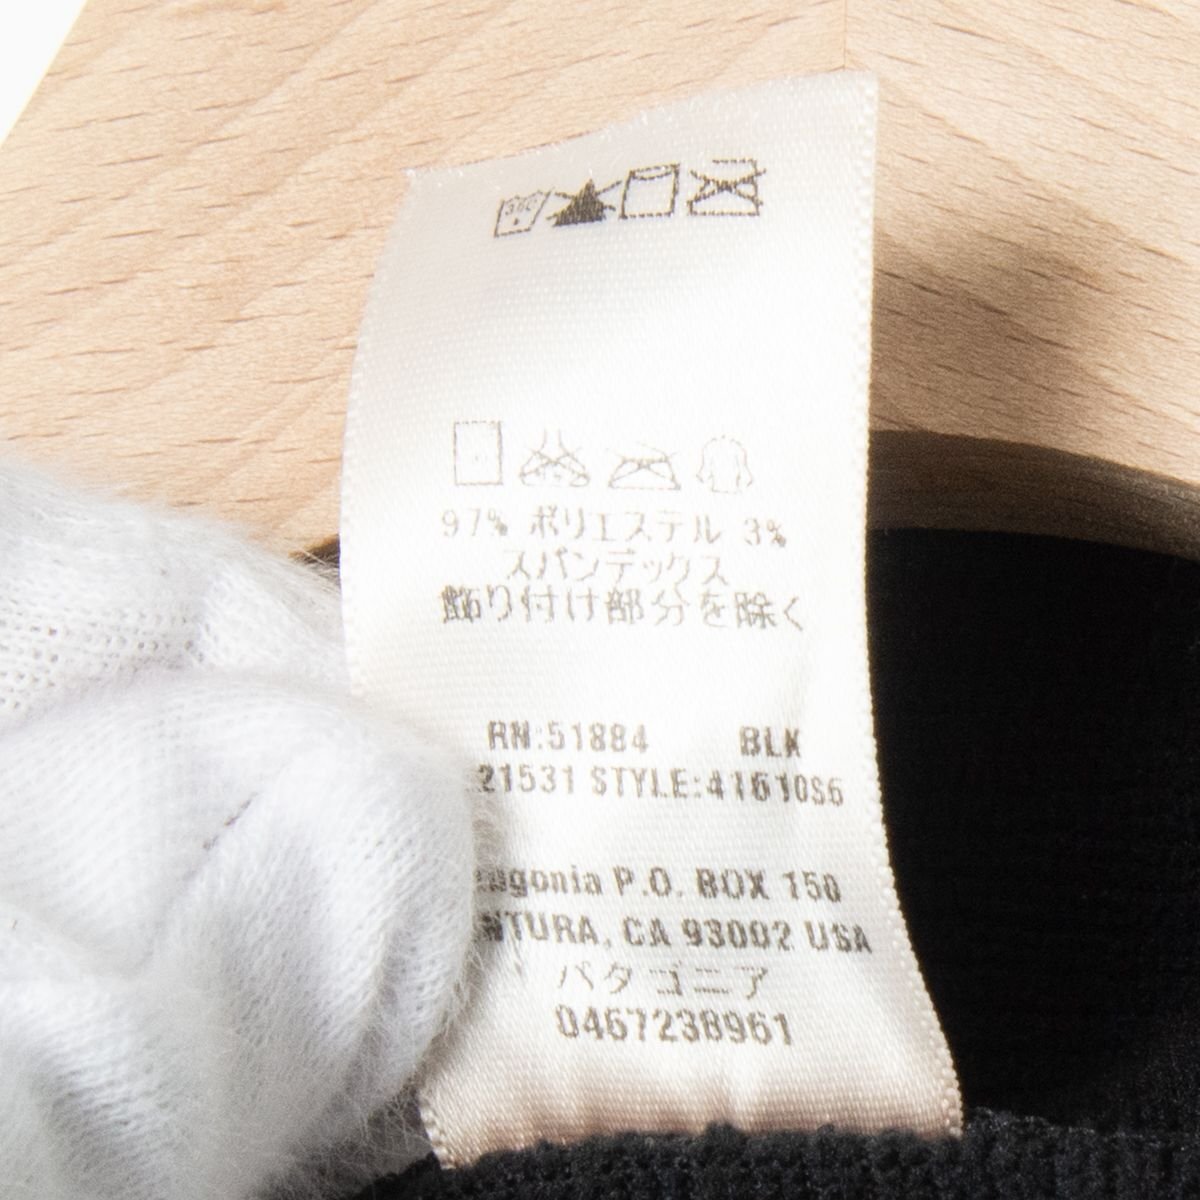 97% ポリエステル 3%
スパンデックス
飾り付け部分を除く
RN:51884 BLK
21531 STYLE:41610S6
P.O. BOX 150
CA 93002 USA
パタゴニア
0467238961